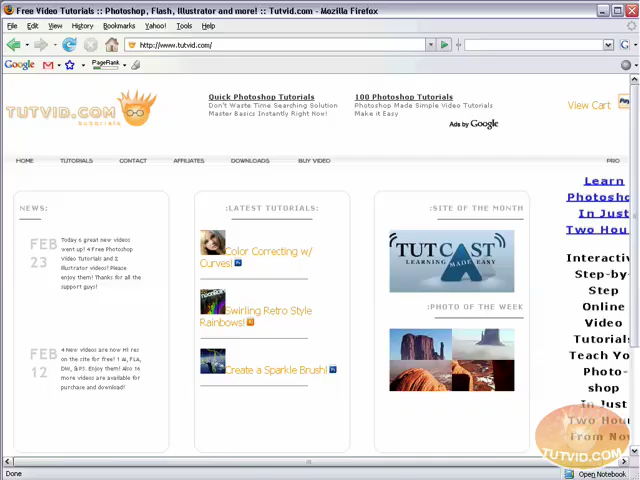 Free Video Tutorials :: Photoshop, Flash, Illustrator and more! :: Tutvid.com - Mozilla Firefox
File Edit View History Bookmarks Yahoo! Tools Help
http://www.tutvid.com/
Google PageRank
TUTVID.COM
tutorials
Quick Photoshop Tutorials
Don't Waste Time Searching Solution
Master Basics Instantly Right Now!
100 Photoshop Tutorials
Photoshop Made Simple Video Tutorials
Make it Easy
Ads by Google
View Cart
HOME TUTORIALS CONTACT AFFILIATES DOWNLOADS BUY VIDEO PRO
NEWS:
FEB
23
Today 6 great new videos
went up! 4 Free Photoshop
Video Tutorials and 2
Illustrator videos! Please
enjoy them! Thanks for all the
support guys!
FEB
12
4 New videos are now Hi res
on the site for free! 1 AI, FLA,
DW, & PS. Enjoy them! Also 16
more videos are available for
purchase and download!
:LATEST TUTORIALS:
Color Correcting w/
Curves!
Swirling Retro Style
Rainbows!
Create a Sparkle Brush!
:SITE OF THE MONTH
TUTCAST
LEARNING MADE EASY
:PHOTO OF THE WEEK
Learn
Photosho
In Just
Two Hou
Interactiv
Step-by-
Step
Online
Video
Tutorials
Teach Yo
Photo-
shop
In Just
Two Hou
From Nov
TUTVID.COM
Done
Open Notebook